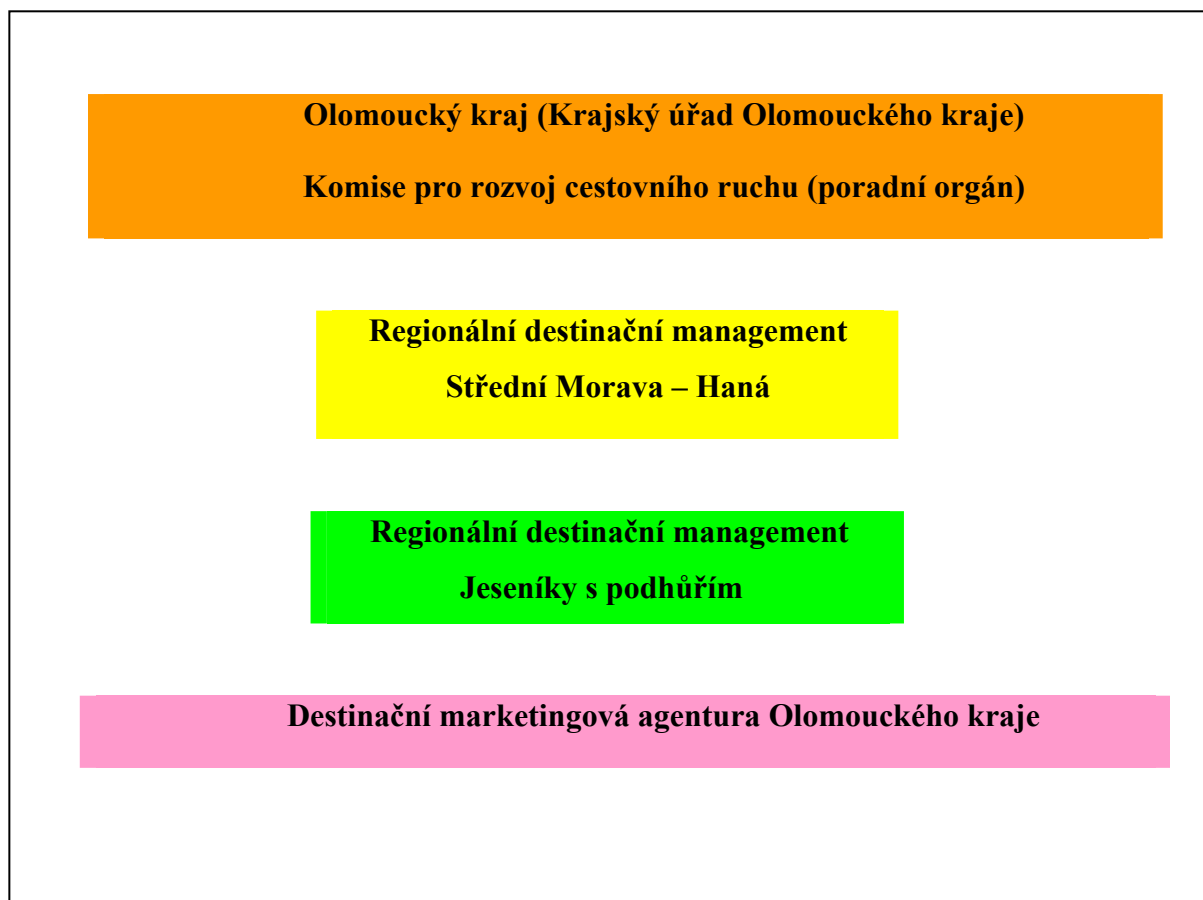 Olomoucký kraj (Krajský úřad Olomouckého kraje)
Komise pro rozvoj cestovního ruchu (poradní orgán)
Regionální destinační management
Střední Morava – Haná
Regionální destinační management
Jeseníky s podhůřím
Destinační marketingová agentura Olomouckého kraje